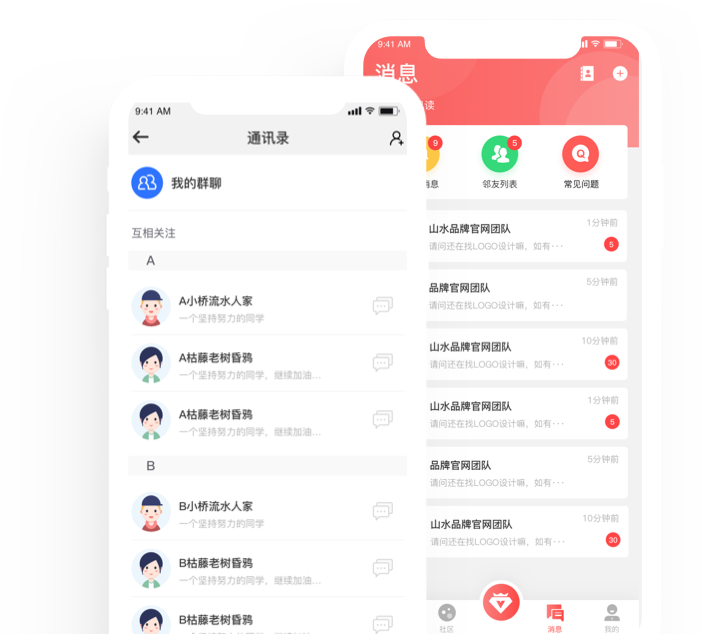 9:41 AM
通讯录
我的群聊
互相关注
A
A小桥流水人家
一个坚持努力的同学
A枯藤老树昏鸦
一个坚持努力的同学，继续加油...
A枯藤老树昏鸦
一个坚持努力的同学，继续加油...
B
B小桥流水人家
一个坚持努力的同学
B枯藤老树昏鸦
一个坚持努力的同学，继续加油...
B枯藤老树昏鸦
9:41 AM
消息
读
9
消息
5
邻友列表
常见问题
山水品牌官网团队
1分钟前
请问还在找LOGO设计嘛，如有···
5
品牌官网团队
5分钟前
请问还在找LOGO设计嘛，如有···
山水品牌官网团队
10分钟前
请问还在找LOGO设计嘛，如有···
30
山水品牌官网团队
1分钟前
请问还在找LOGO设计嘛，如有···
5
品牌官网团队
5分钟前
请问还在找LOGO设计嘛，如有···
山水品牌官网团队
10分钟前
请问还在找LOGO设计嘛，如有···
30
社区
消息
我的